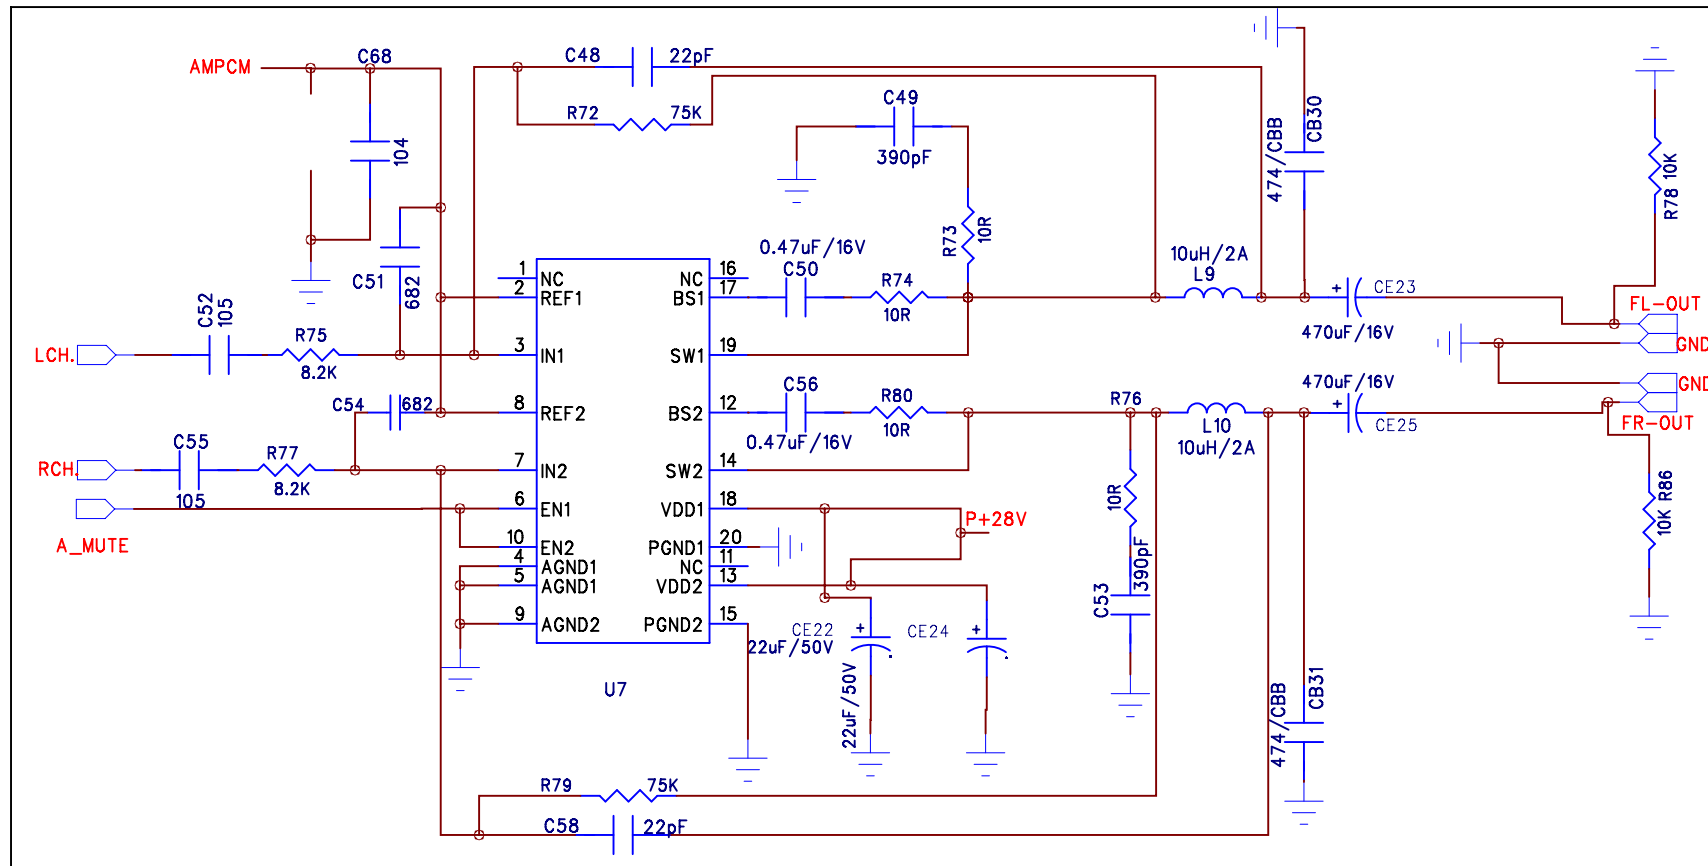 C68
AMPCM
C48
22pF
R72
75K
C49
390pF
104
474/CBB
CB30
R78 10K
C51
682
R73
10R
0.47uF/16V
C50
R74
10R
10uH/2A
L9
CE23
470uF/16V
FL-OUT
GND
1
NC
2
REF1
NC
16
BS1
17
C52
105
LCH.
R75
8.2K
3
IN1
SW1
19
C54
682
8
REF2
BS2
12
C56
0.47uF/16V
R80
10R
R76
L10
10uH/2A
470uF/16V
CE25
GND
FR-OUT
C55
105
RCH.
R77
8.2K
7
IN2
SW2
14
6
EN1
VDD1
18
A_MUTE
P+28V
10
EN2
PGND1
20
4
AGND1
NC
11
5
AGND1
VDD2
13
9
AGND2
PGND2
15
10R
390pF
C53
10K R86
CE22
22uF/50V
22uF/50V
CE24
U7
474/CBB
CB31
R79
75K
C58
22pF